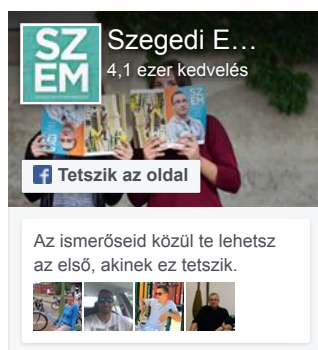 SZ
EM
Szegedi E...
4,1 ezer kedvelés
Tetszik az oldal
Az ismerőseid közül te lehetsz
az első, akinek ez tetszik.